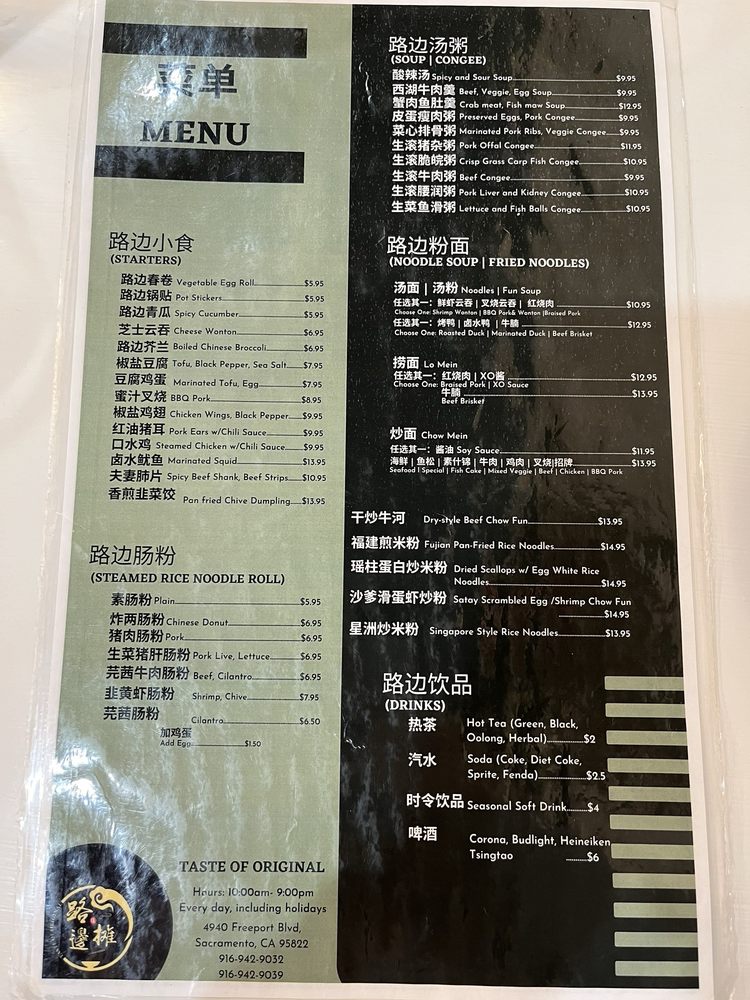 菜单
MENU
路边小食
(STARTERS)
路边春卷 Vegetable Egg Roll $5.95
路边锅贴 Pot Stickers $5.95
路边青瓜 Spicy Cucumber $5.95
芝士云吞 Cheese Wonton $6.95
路边芥兰 Boiled Chinese Broccoli $6.95
椒盐豆腐 Tofu, Black Pepper, Sea Salt $7.95
豆腐鸡蛋 Marinated Tofu, Egg $7.95
蜜汁叉烧 BBQ Pork $8.95
椒盐鸡翅 Chicken Wings, Black Pepper $9.95
红油猪耳 Pork Ears w/Chili Sauce $9.95
口水鸡 Steamed Chicken w/Chili Sauce $9.95
卤水鱿鱼 Marinated Squid $13.95
夫妻肺片 Spicy Beef Shank, Beef Strips $10.95
香煎韭菜饺 Pan fried Chive Dumpling $13.95
路边肠粉
(STEAMED RICE NOODLE ROLL)
素肠粉 Plain $5.95
炸两肠粉 Chinese Donut $6.95
猪肉肠粉 Pork $6.95
生菜猪肝肠粉 Pork Live, Lettuce $6.95
芫茜牛肉肠粉 Beef, Cilantro $6.95
韭黄虾肠粉 Shrimp, Chive $7.95
芫茜肠粉 Cilantro $6.50
加鸡蛋
Add Egg $1.50
TASTE OF ORIGINAL
Hours: 10:00am- 9:00pm
Every day, including holidays
4940 Freeport Blvd,
Sacramento, CA 95822
916-942-9032
916-942-9039
路邊攤
路边汤粥
(SOUP | CONGEE)
酸辣汤 Spicy and Sour Soup $9.95
西湖牛肉羹 Beef, Veggie, Egg Soup $9.95
蟹肉鱼肚羹 Crab meat, Fish maw Soup $12.95
皮蛋瘦肉粥 Preserved Eggs, Pork Congee $9.95
菜心排骨粥 Marinated Pork Ribs, Veggie Congee $9.95
生滚猪杂粥 Pork Offal Congee $11.95
生滚脆皖粥 Crisp Grass Carp Fish Congee $10.95
生滚牛肉粥 Beef Congee $9.95
生滚腰润粥 Pork Liver and Kidney Congee $10.95
生菜鱼滑粥 Lettuce and Fish Balls Congee $10.95
路边粉面
(NOODLE SOUP | FRIED NOODLES)
汤面 | 汤粉 Noodles | Fun Soup
任选其一: 鲜虾云吞 | 叉烧云吞 | 红烧肉 $10.95
Choose One: Shrimp Wonton | BBQ Pork& Wonton |Braised Pork
任选其一: 烤鸭 | 卤水鸭 | 牛腩 $12.95
Choose One: Roasted Duck | Marinated Duck | Beef Brisket
捞面 Lo Mein
任选其一: 红烧肉 | XO酱 $12.95
Choose One: Braised Pork | XO Sauce
牛腩 $13.95
Beef Brisket
炒面 Chow Mein
任选其一: 酱油 Soy Sauce $11.95
海鲜 | 鱼松 | 素什锦 | 牛肉 | 鸡肉 | 叉烧|招牌 $13.95
Seafood | Special | Fish Cake | Mixed Veggie | Beef | Chicken | BBQ Pork
干炒牛河 Dry-style Beef Chow Fun $13.95
福建煎米粉 Fujian Pan-Fried Rice Noodles $14.95
瑶柱蛋白炒米粉 Dried Scallops w/ Egg White Rice
Noodles $14.95
沙爹滑蛋虾炒粉 Satay Scrambled Egg /Shrimp Chow Fun
$14.95
星洲炒米粉 Singapore Style Rice Noodles $13.95
路边饮品
(DRINKS)
热茶 Hot Tea (Green, Black,
Oolong, Herbal) $2
汽水 Soda (Coke, Diet Coke,
Sprite, Fenda) $2.5
时令饮品 Seasonal Soft Drink $4
啤酒 Corona, Budlight, Heineken
Tsingtao $6